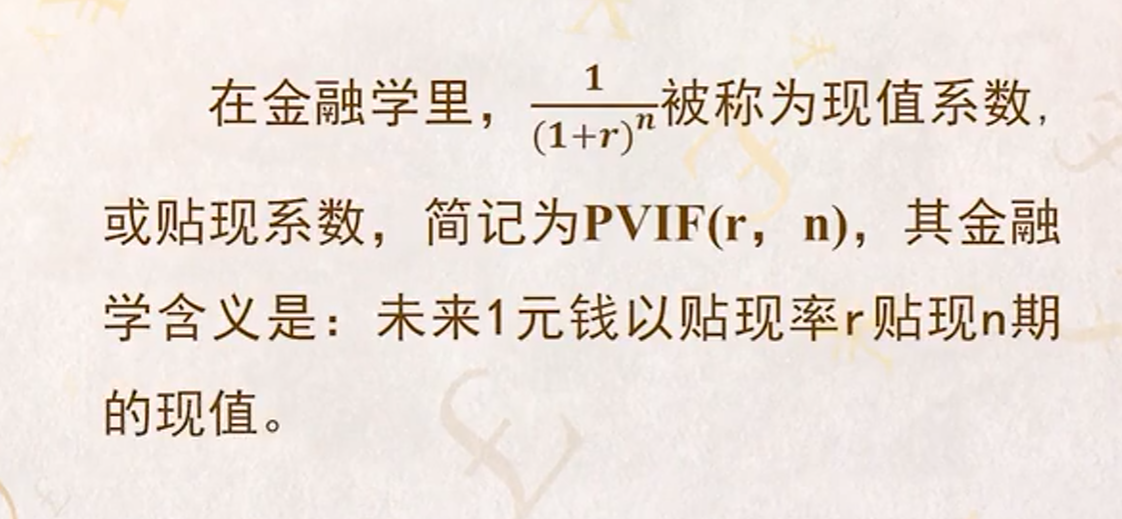 在金融学里，$\frac{1}{(1+r)^n}$被称为现值系数,
或贴现系数，简记为PVIF(r，n)，其金融
学含义是：未来1元钱以贴现率r贴现n期
的现值。